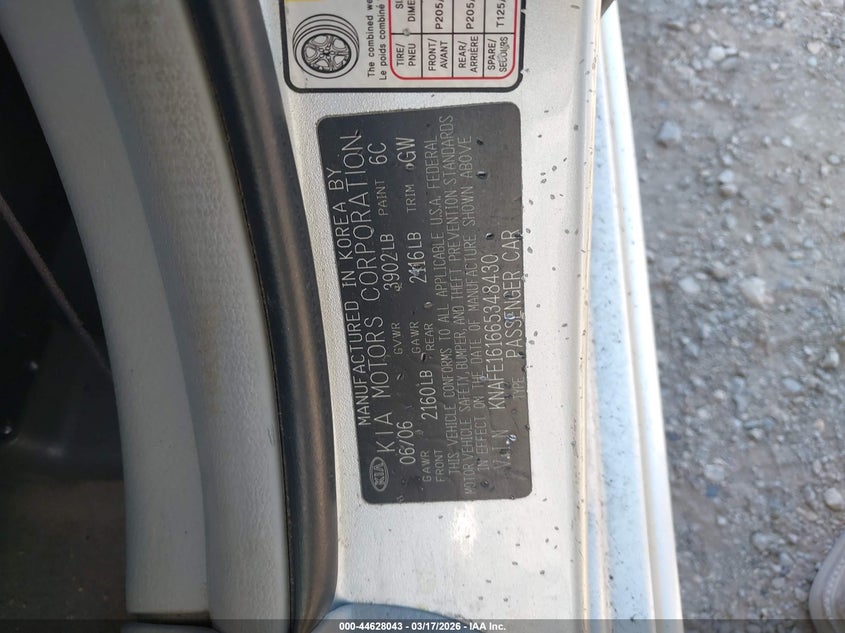 The combined we
Le poids combiné
TIRE/
PNEU
DIME
FRONT/
AVANT
P205
REAR/
ARRIÈRE
P205
SPARE/
SECOURS
T125
KIA
MANUFACTURED IN KOREA BY
KIA MOTORS CORPORATION
06/06 GVWR 3902LB PAINT 6C
GAWR FRONT 2160LB GAWR REAR 2416LB TRIM GW
THIS VEHICLE CONFORMS TO ALL APPLICABLE U.S.A. FEDERAL
MOTOR VEHICLE SAFETY, BUMPER, AND THEFT PREVENTION STANDARDS
IN EFFECT ON THE DATE OF MANUFACTURE SHOWN ABOVE
V.I.N KNAFE161665348430
TYPE PASSENGER CAR
000-44628043 — 03/17/2026 — IAA Inc.